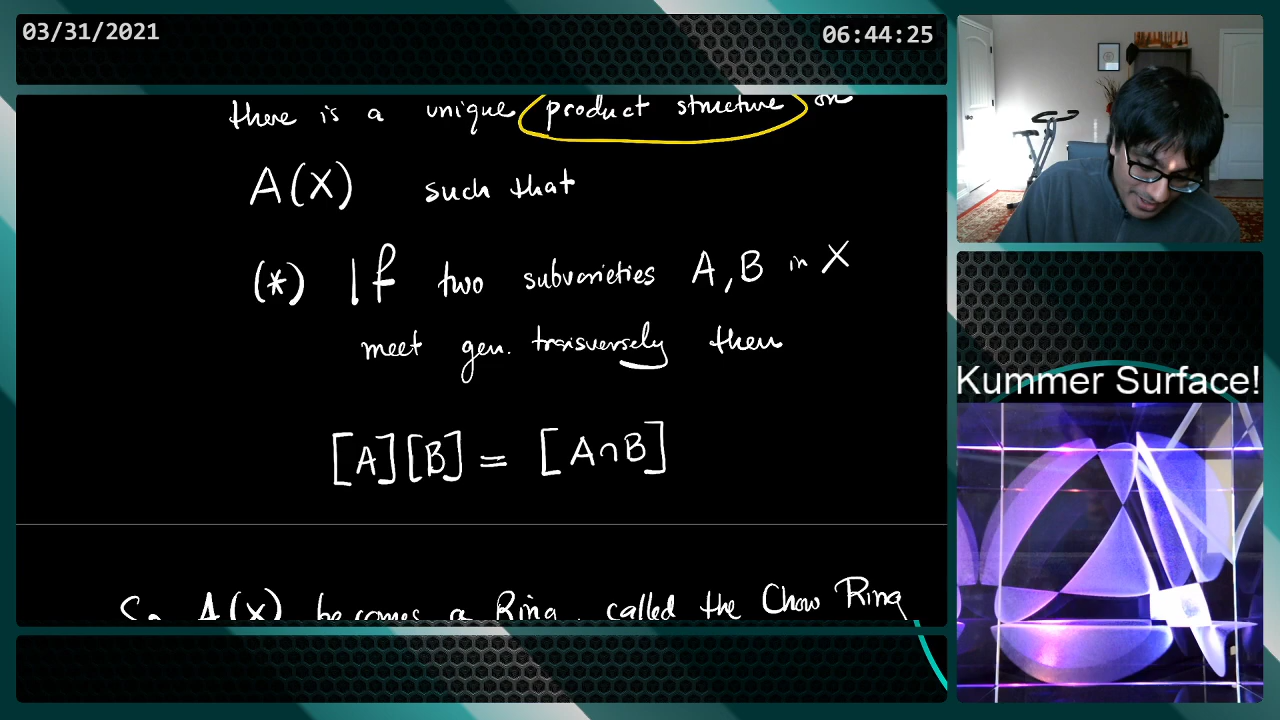 03/31/2021
06:44:25
there is a unique product structure on
A(X) such that
(*) If two subvarieties A, B in X
meet gen. transversely then
[A][B] = [A∩B]
So A(X) becomes a Ring, called the Chow Ring
Kummer Surface!